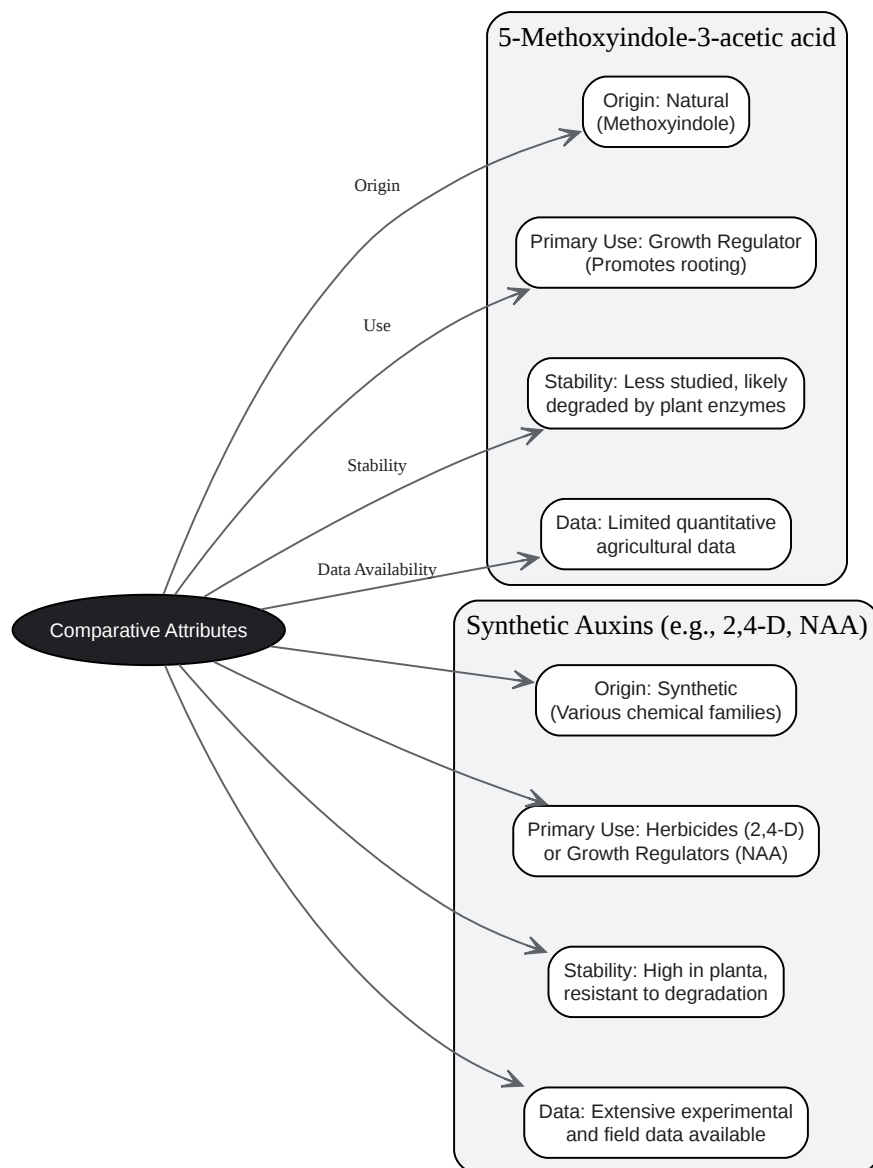 5-Methoxyindole-3-acetic acid
Origin: Natural
(Methoxyindole)
Origin
Primary Use: Growth Regulator
(Promotes rooting)
Use
Stability: Less studied, likely
degraded by plant enzymes
Stability
Data: Limited quantitative
agricultural data
Data Availability
Comparative Attributes
Synthetic Auxins (e.g., 2,4-D, NAA)
Origin: Synthetic
(Various chemical families)
Primary Use: Herbicides (2,4-D)
or Growth Regulators (NAA)
Stability: High in planta,
resistant to degradation
Data: Extensive experimental
and field data available